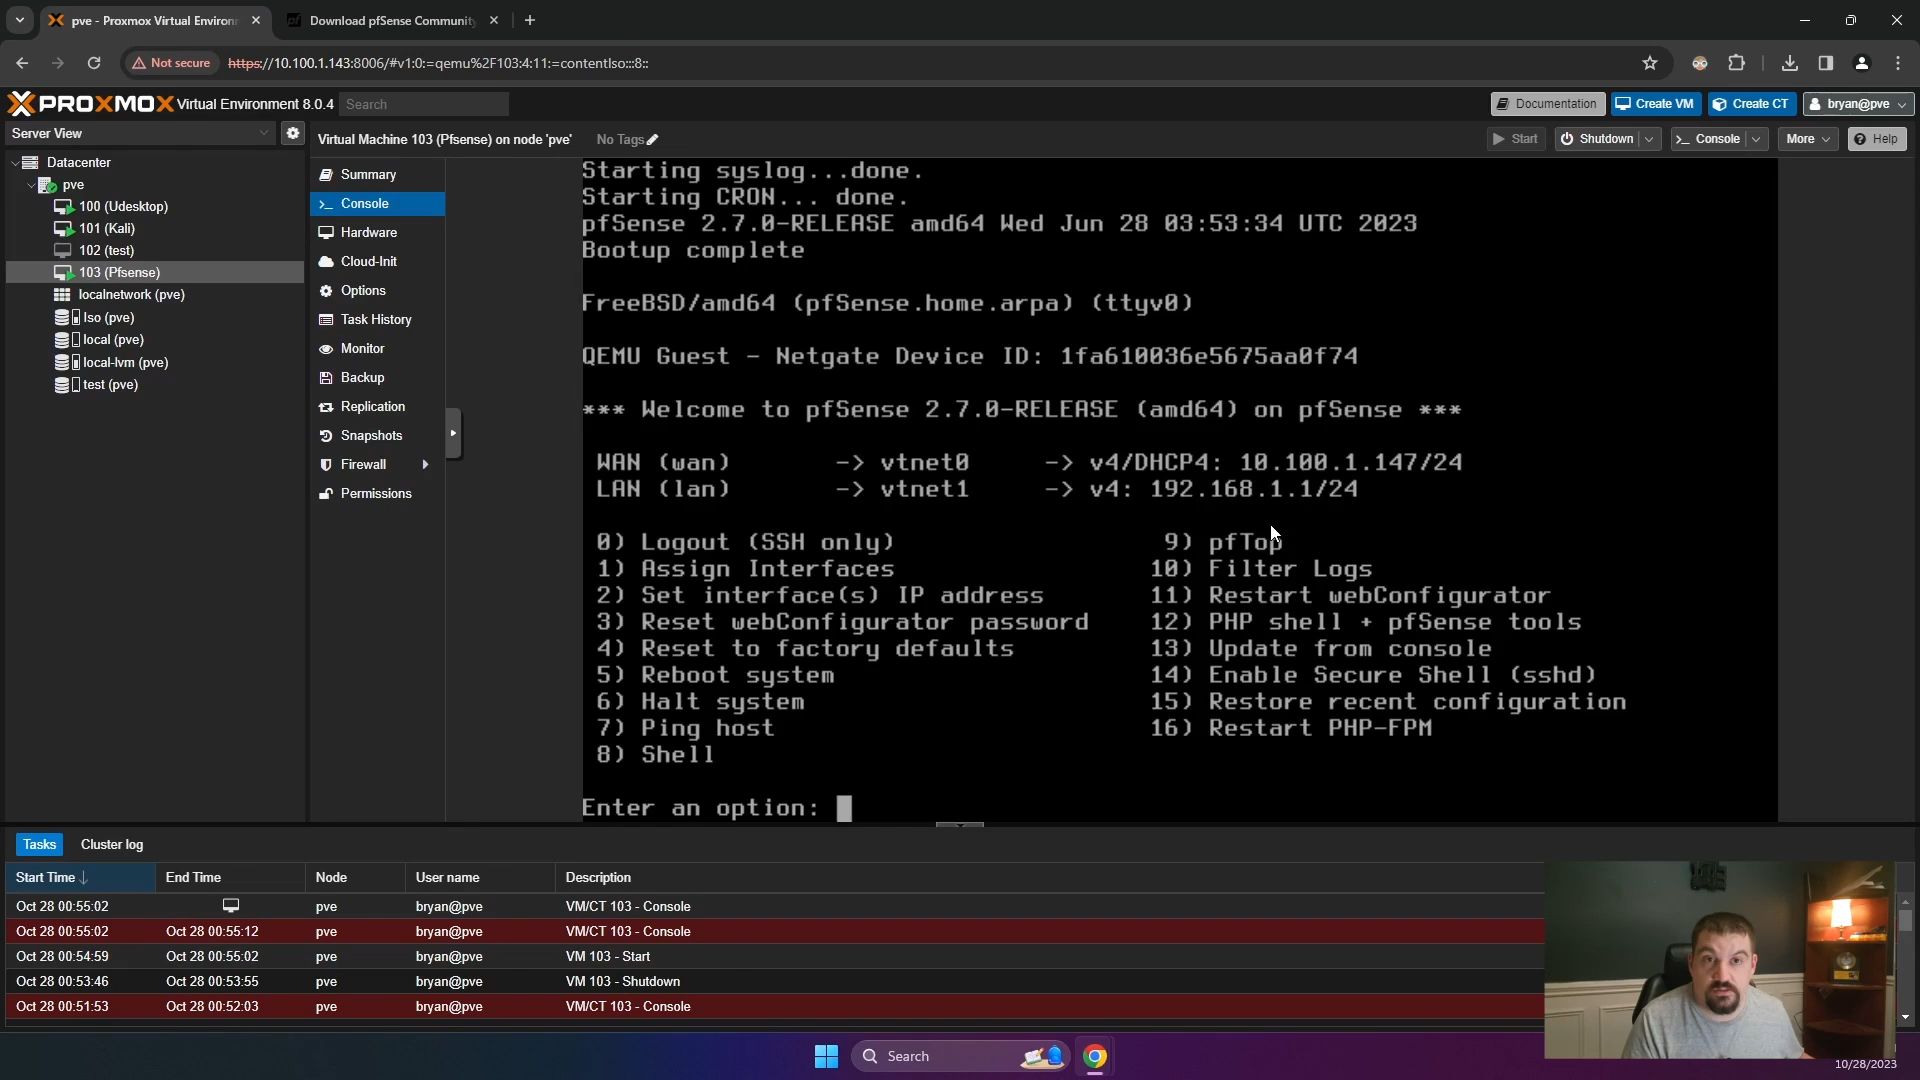 pve - Proxmox Virtual Environ
Download pfSense Communit
Not secure
https://10.100.1.143:8006/#v1:0:=qemu%2F103:4:11:=contentIso:::8::
PROXMOX Virtual Environment 8.0.4
Search
Documentation
Create VM
Create CT
bryan@pve
Server View
Virtual Machine 103 (Pfsense) on node 'pve'
No Tags
Start
Shutdown
Console
More
Help
Datacenter
pve
100 (Udesktop)
101 (Kali)
102 (test)
103 (Pfsense)
localnetwork (pve)
Iso (pve)
local (pve)
local-lvm (pve)
test (pve)
Summary
Console
Hardware
Cloud-Init
Options
Task History
Monitor
Backup
Replication
Snapshots
Firewall
Permissions
Starting syslog...done.
Starting CRON... done.
pfSense 2.7.0-RELEASE amd64 Wed Jun 28 03:53:34 UTC 2023
Bootup complete
FreeBSD/amd64 (pfSense.home.arpa) (ttyv0)
QEMU Guest - Netgate Device ID: 1fa610036e5675aa0f74
*** Welcome to pfSense 2.7.0-RELEASE (amd64) on pfSense ***
WAN (wan) -> vtnet0 -> v4/DHCP4: 10.100.1.147/24
LAN (lan) -> vtnet1 -> v4: 192.168.1.1/24
0) Logout (SSH only) 9) pfTop
1) Assign Interfaces 10) Filter Logs
2) Set interface(s) IP address 11) Restart webConfigurator
3) Reset webConfigurator password 12) PHP shell + pfSense tools
4) Reset to factory defaults 13) Update from console
5) Reboot system 14) Enable Secure Shell (sshd)
6) Halt system 15) Restore recent configuration
7) Ping host 16) Restart PHP-FPM
8) Shell
Enter an option:
Tasks
Cluster log
Start Time End Time Node User name Description
Oct 28 00:55:02 pve bryan@pve VM/CT 103 - Console
Oct 28 00:55:02 Oct 28 00:55:12 pve bryan@pve VM/CT 103 - Console
Oct 28 00:54:59 Oct 28 00:55:02 pve bryan@pve VM 103 - Start
Oct 28 00:53:46 Oct 28 00:53:55 pve bryan@pve VM 103 - Shutdown
Oct 28 00:51:53 Oct 28 00:52:03 pve bryan@pve VM/CT 103 - Console
Search
10/28/2023